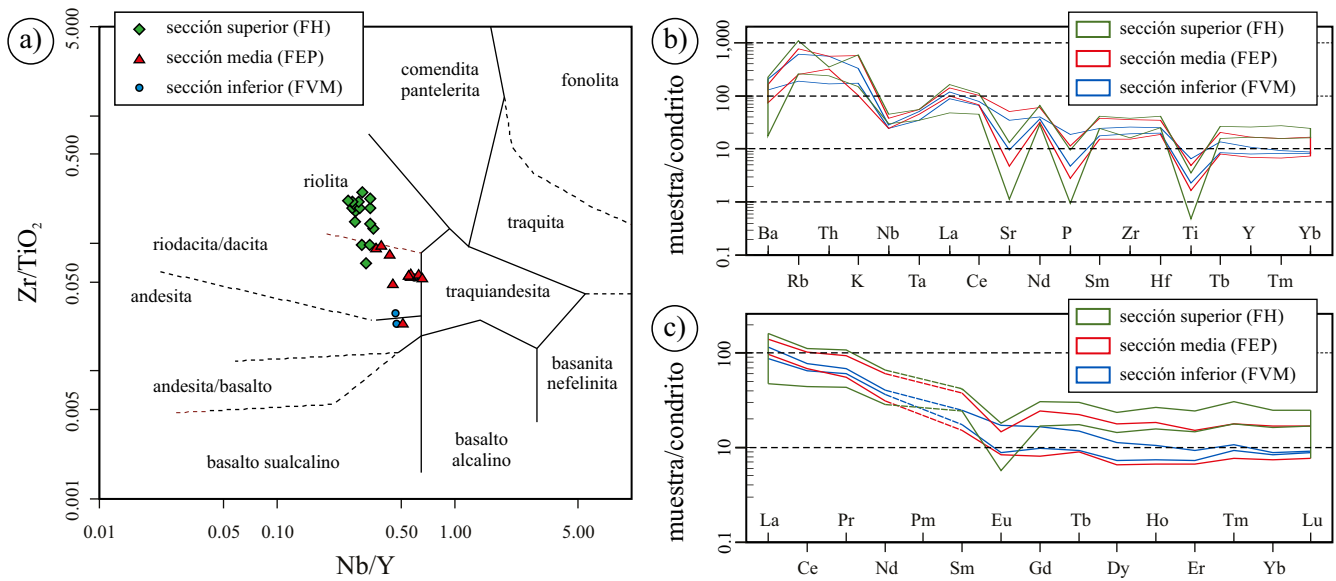 a)
5.000
0.500
0.050
0.005
0.001
Zr/TiO2
0.01
0.05
0.10
0.50
1.00
5.00
Nb/Y
sección superior (FH)
sección media (FEP)
sección inferior (FVM)
comendita
pantelerita
fonolita
riolita
traquita
riodacita/dacita
andesita
traquiandesita
basanita
nefelinita
andesita/basalto
basalto sualcalino
basalto
alcalino
b)
muestra/condrito
1,000
100
10
1
0.1
sección superior (FH)
sección media (FEP)
sección inferior (FVM)
Ba Th Nb La Sr P Zr Ti Y Yb
Rb K Ta Ce Nd Sm Hf Tb Tm
c)
muestra/condrito
100
10
0.1
sección superior (FH)
sección media (FEP)
sección inferior (FVM)
La Pr Pm Eu Tb Ho Tm Lu
Ce Nd Sm Gd Dy Er Yb